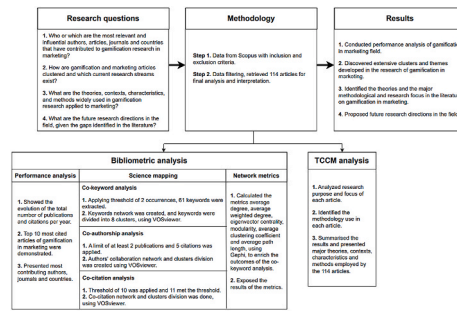 Research questions
1. Who or which are the most relevant and
influential authors, articles, journals and countries
that have contributed to gamification research in
marketing?
2. How are gamification and marketing articles
clustered and which current research streams
exist?
3. What are the theories, contexts, characteristics,
and methods widely used in gamification
research applied to marketing?
4. What are the future research directions in the
field, given the gaps identified in the literature?
Methodology
Step 1. Data from Scopus with inclusion and
exclusion criteria.
Step 2. Data filtering, retrieved 114 articles for
final analysis and interpretation.
Results
1. Conducted performance analysis of gamificatio
in marketing field.
2. Discovered extensive clusters and themes
developed in the research of gamification in
marketing.
3. Identified the theories and the major
methodological and research focus in the literatu
on gamification in marketing.
4. Proposed future research directions in the field.
Bibliometric analysis
Performance analysis
1. Showed the
evolution of the total
number of publications
and citations per year.
2. Top 10 most cited
articles of gamification
in marketing were
demonstrated.
3. Presented most
contributing authors,
journals and countries.
Science mapping
Co-keyword analysis
1. Applying threshold of 2 occurrences, 61 keywords were
extracted.
2. Keywords network was created, and keywords were
divided into 8 clusters, using VOSviewer.
Co-authorship analysis
1. A limit of at least 2 publications and 5 citations was
applied.
2. Authors' collaboration network and clusters division
was created using VOSviewer.
Co-citation analysis
1. Threshold of 10 was applied and 11 met the threshold.
2. Co-citation network and clusters division was done,
using VOSviewer.
Network metrics
1. Calculated the
metrics average
degree, average
weighted degree,
eigenvector centrality,
modularity, average
clustering coefficient
and average path
length, using
Gephi, to enrich the
outcomes of the co-
keyword analysis.
2. Exposed the
results of the metrics.
TCCM analysis
1. Analyzed research
purpose and focus of
each article.
2. Identified the
methodology use in
each article.
3. Summarised the
results and presented
major theories, contexts,
characteristics and
methods employed by
the 114 articles.